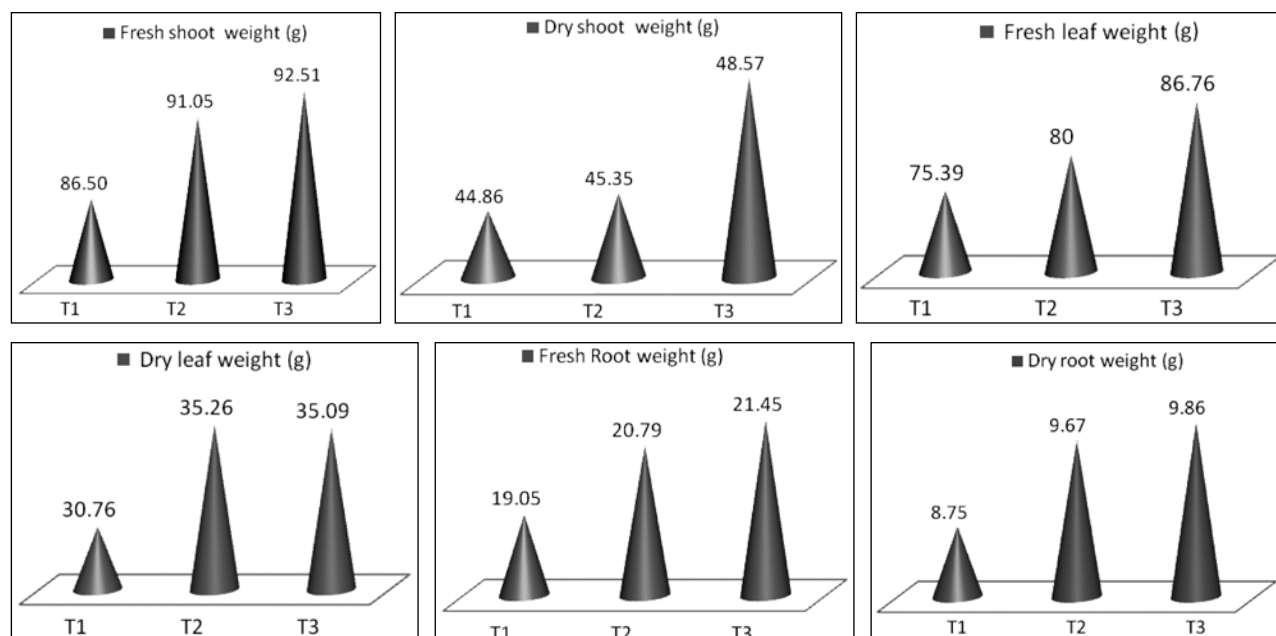 Fresh shoot weight (g)
92.51
91.05
86.50
T1 T2 T3
Dry shoot weight (g)
48.57
45.35
44.86
T1 T2 T3
Fresh leaf weight (g)
86.76
80
75.39
T1 T2 T3
Dry leaf weight (g)
35.26 35.09
30.76
T1 T2 T3
Fresh Root weight (g)
21.45
20.79
19.05
T1 T2 T3
Dry root weight (g)
9.86
9.67
8.75
T1 T2 T3